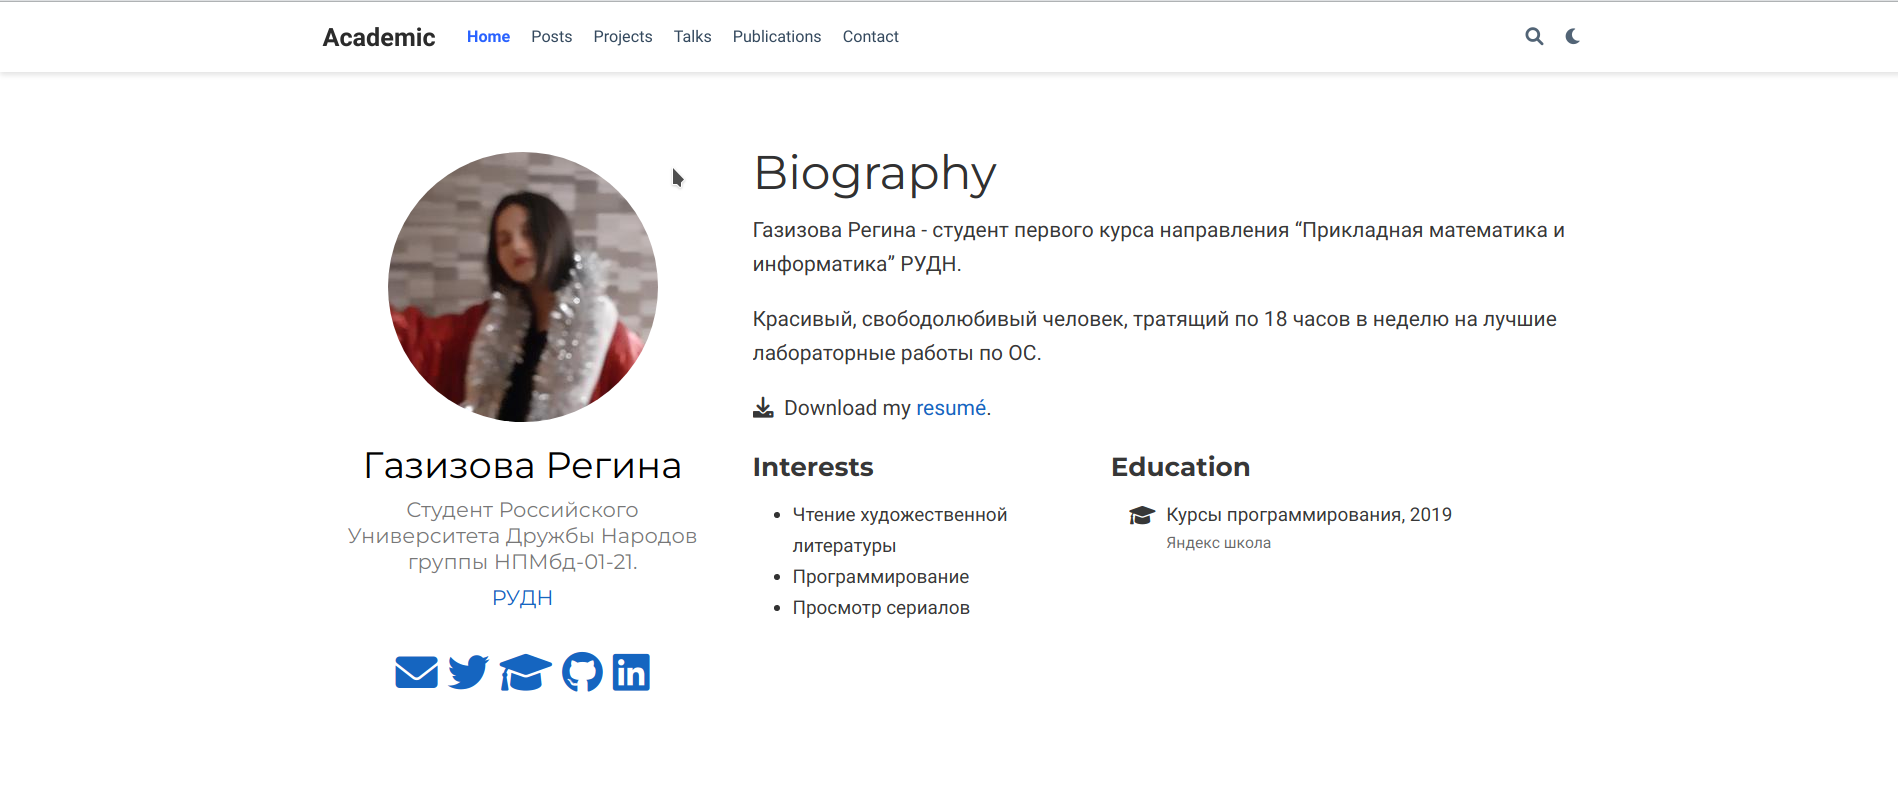 Academic Home Posts Projects Talks Publications Contact
Biography
Газизова Регина - студент первого курса направления “Прикладная математика и
информатика” РУДН.
Красивый, свободолюбивый человек, тратящий по 18 часов в неделю на лучшие
лабораторные работы по ОС.
Download my resumé.
Газизова Регина
Студент Российского
Университета Дружбы Народов
группы НПМбд-01-21.
РУДН
Interests
Чтение художественной
литературы
Программирование
Просмотр сериалов
Education
Курсы программирования, 2019
Яндекс школа